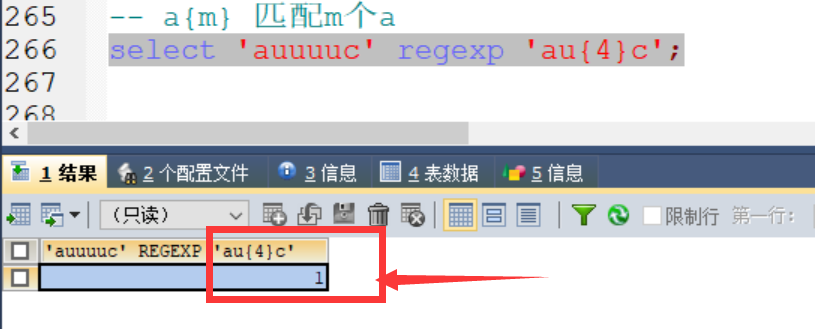 265 -- a{m} 匹配m个a
266 select 'auuuuc' regexp 'au{4}c';
267
268
1 结果 2 个配置文件 3 信息 4 表数据 5 信息
(只读) 限制行 第一行:
'auuuuc' REGEXP 'au{4}c'
1